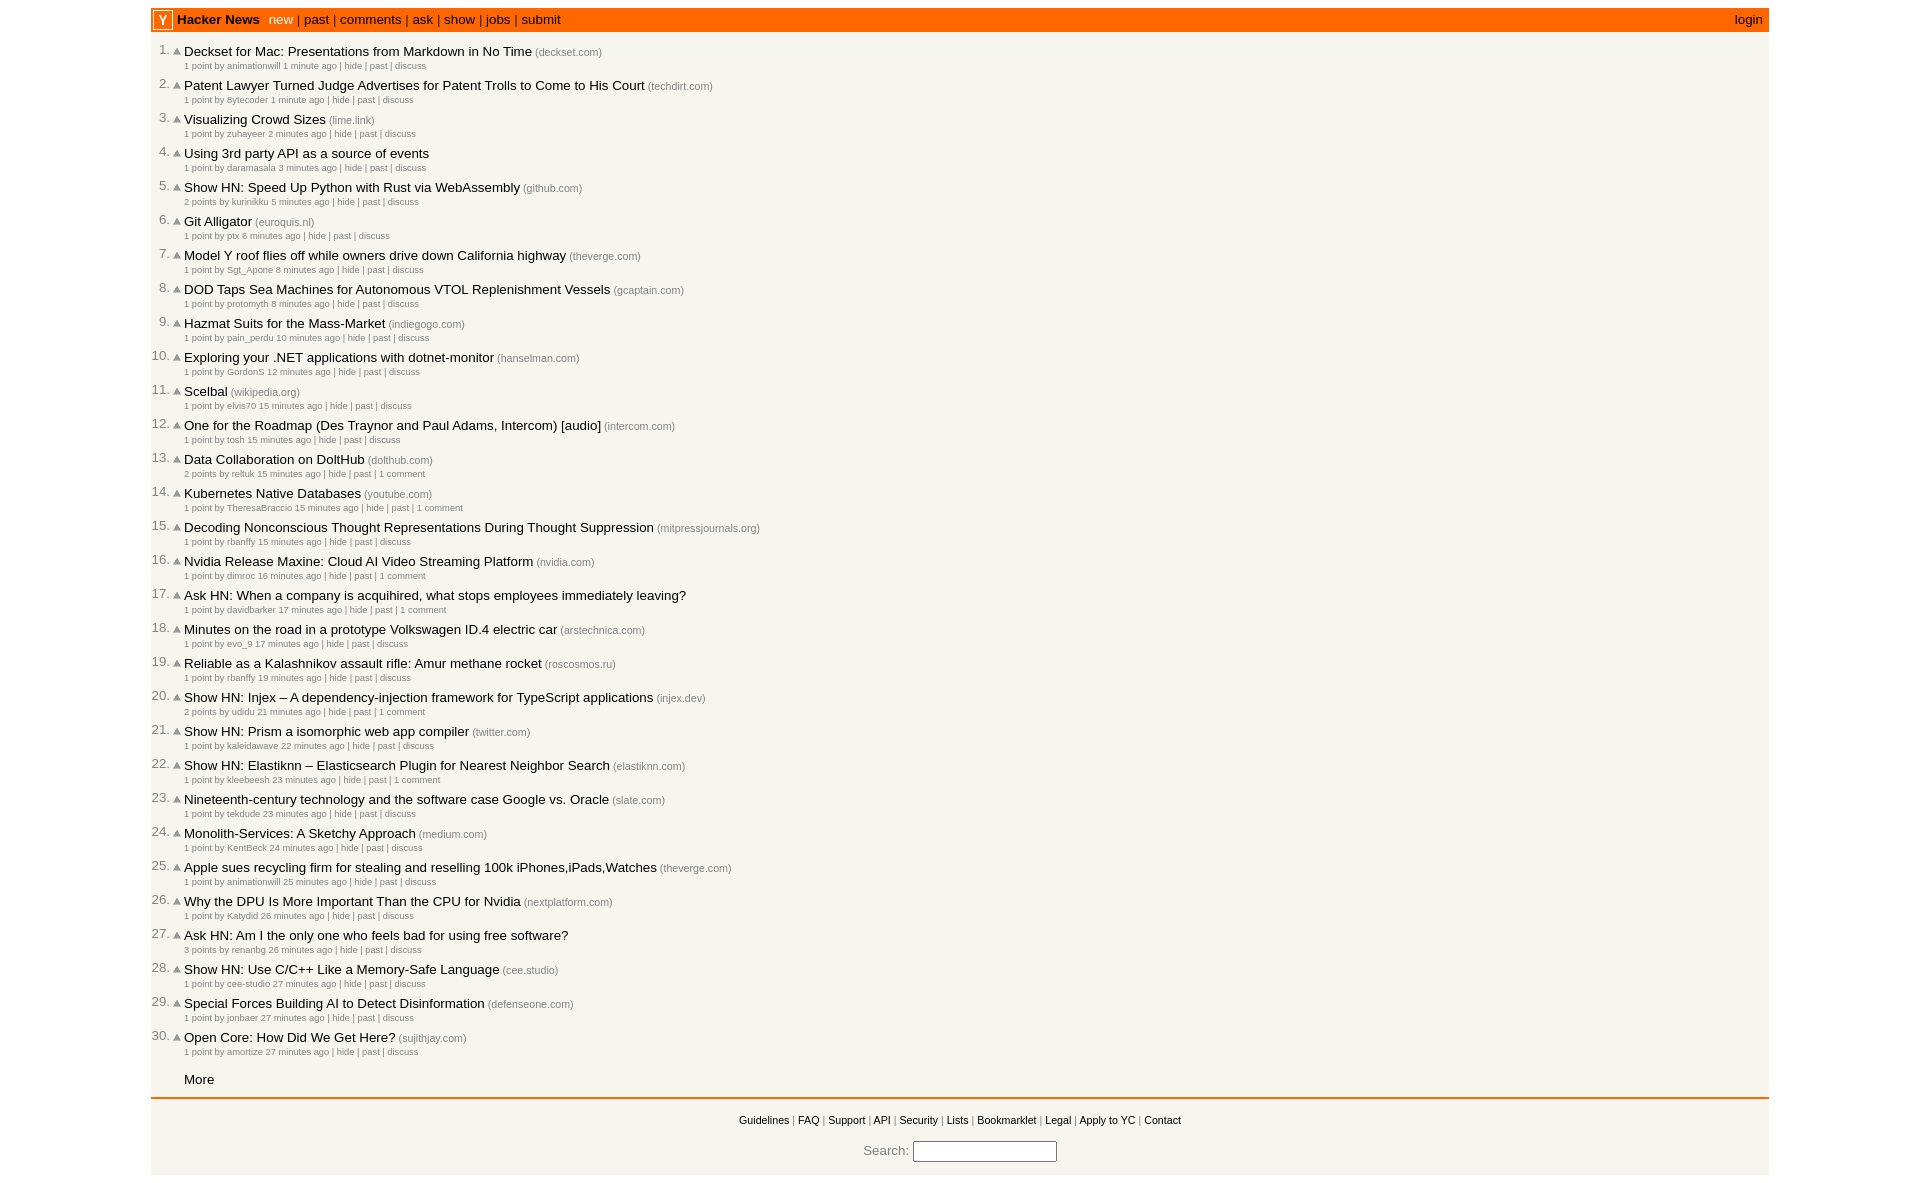 Y Hacker News new | past | comments | ask | show | jobs | submit login
1. Deckset for Mac: Presentations from Markdown in No Time (deckset.com)
1 point by animationwill 1 minute ago | hide | past | discuss
2. Patent Lawyer Turned Judge Advertises for Patent Trolls to Come to His Court (techdirt.com)
1 point by 8ytecoder 1 minute ago | hide | past | discuss
3. Visualizing Crowd Sizes (lime.link)
1 point by zuhayeer 2 minutes ago | hide | past | discuss
4. Using 3rd party API as a source of events
1 point by daramasala 3 minutes ago | hide | past | discuss
5. Show HN: Speed Up Python with Rust via WebAssembly (github.com)
2 points by kurinikku 5 minutes ago | hide | past | discuss
6. Git Alligator (euroquis.nl)
1 point by ptx 6 minutes ago | hide | past | discuss
7. Model Y roof flies off while owners drive down California highway (theverge.com)
1 point by Sgt_Apone 8 minutes ago | hide | past | discuss
8. DOD Taps Sea Machines for Autonomous VTOL Replenishment Vessels (gcaptain.com)
1 point by protomyth 8 minutes ago | hide | past | discuss
9. Hazmat Suits for the Mass-Market (indiegogo.com)
1 point by pain_perdu 10 minutes ago | hide | past | discuss
10. Exploring your .NET applications with dotnet-monitor (hanselman.com)
1 point by GordonS 12 minutes ago | hide | past | discuss
11. Scelbal (wikipedia.org)
1 point by elvis70 15 minutes ago | hide | past | discuss
12. One for the Roadmap (Des Traynor and Paul Adams, Intercom) [audio] (intercom.com)
1 point by tosh 15 minutes ago | hide | past | discuss
13. Data Collaboration on DoltHub (dolthub.com)
2 points by reltuk 15 minutes ago | hide | past | 1 comment
14. Kubernetes Native Databases (youtube.com)
1 point by TheresaBraccio 15 minutes ago | hide | past | 1 comment
15. Decoding Nonconscious Thought Representations During Thought Suppression (mitpressjournals.org)
1 point by rbanffy 15 minutes ago | hide | past | discuss
16. Nvidia Release Maxine: Cloud AI Video Streaming Platform (nvidia.com)
1 point by dimroc 16 minutes ago | hide | past | 1 comment
17. Ask HN: When a company is acquihired, what stops employees immediately leaving?
1 point by davidbarker 17 minutes ago | hide | past | 1 comment
18. Minutes on the road in a prototype Volkswagen ID.4 electric car (arstechnica.com)
1 point by evo_9 17 minutes ago | hide | past | discuss
19. Reliable as a Kalashnikov assault rifle: Amur methane rocket (roscosmos.ru)
1 point by rbanffy 19 minutes ago | hide | past | discuss
20. Show HN: Injex – A dependency-injection framework for TypeScript applications (injex.dev)
2 points by udidu 21 minutes ago | hide | past | 1 comment
21. Show HN: Prism a isomorphic web app compiler (twitter.com)
1 point by kaleidawave 22 minutes ago | hide | past | discuss
22. Show HN: Elastiknn – Elasticsearch Plugin for Nearest Neighbor Search (elastiknn.com)
1 point by kleebeesh 23 minutes ago | hide | past | 1 comment
23. Nineteenth-century technology and the software case Google vs. Oracle (slate.com)
1 point by tekdude 23 minutes ago | hide | past | discuss
24. Monolith-Services: A Sketchy Approach (medium.com)
1 point by KentBeck 24 minutes ago | hide | past | discuss
25. Apple sues recycling firm for stealing and reselling 100k iPhones,iPads,Watches (theverge.com)
1 point by animationwill 25 minutes ago | hide | past | discuss
26. Why the DPU Is More Important Than the CPU for Nvidia (nextplatform.com)
1 point by Katydid 26 minutes ago | hide | past | discuss
27. Ask HN: Am I the only one who feels bad for using free software?
3 points by renanbg 26 minutes ago | hide | past | discuss
28. Show HN: Use C/C++ Like a Memory-Safe Language (cee.studio)
1 point by cee-studio 27 minutes ago | hide | past | discuss
29. Special Forces Building AI to Detect Disinformation (defenseone.com)
1 point by jonbaer 27 minutes ago | hide | past | discuss
30. Open Core: How Did We Get Here? (sujithjay.com)
1 point by amortize 27 minutes ago | hide | past | discuss
More
Guidelines | FAQ | Support | API | Security | Lists | Bookmarklet | Legal | Apply to YC | Contact
Search: